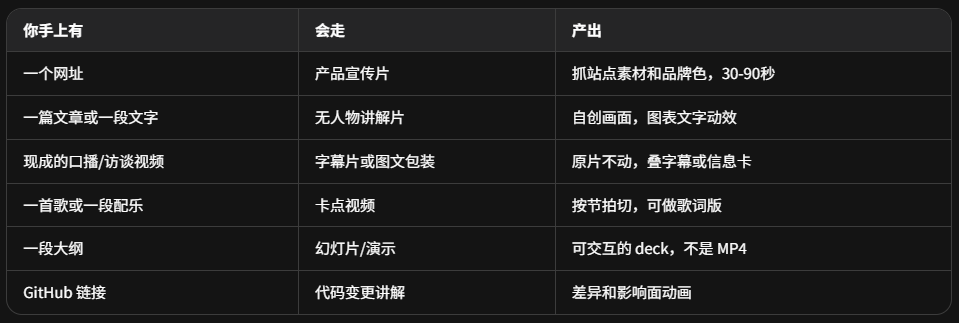 你手上有 会走 产出
一个网址 产品宣传片 抓站点素材和品牌色，30-90秒
一篇文章或一段文字 无人物讲解片 自创画面，图表文字动效
现成的口播/访谈视频 字幕片或图文包装 原片不动，叠字幕或信息卡
一首歌或一段配乐 卡点视频 按节拍切，可做歌词版
一段大纲 幻灯片/演示 可交互的 deck，不是 MP4
GitHub 链接 代码变更讲解 差异和影响面动画